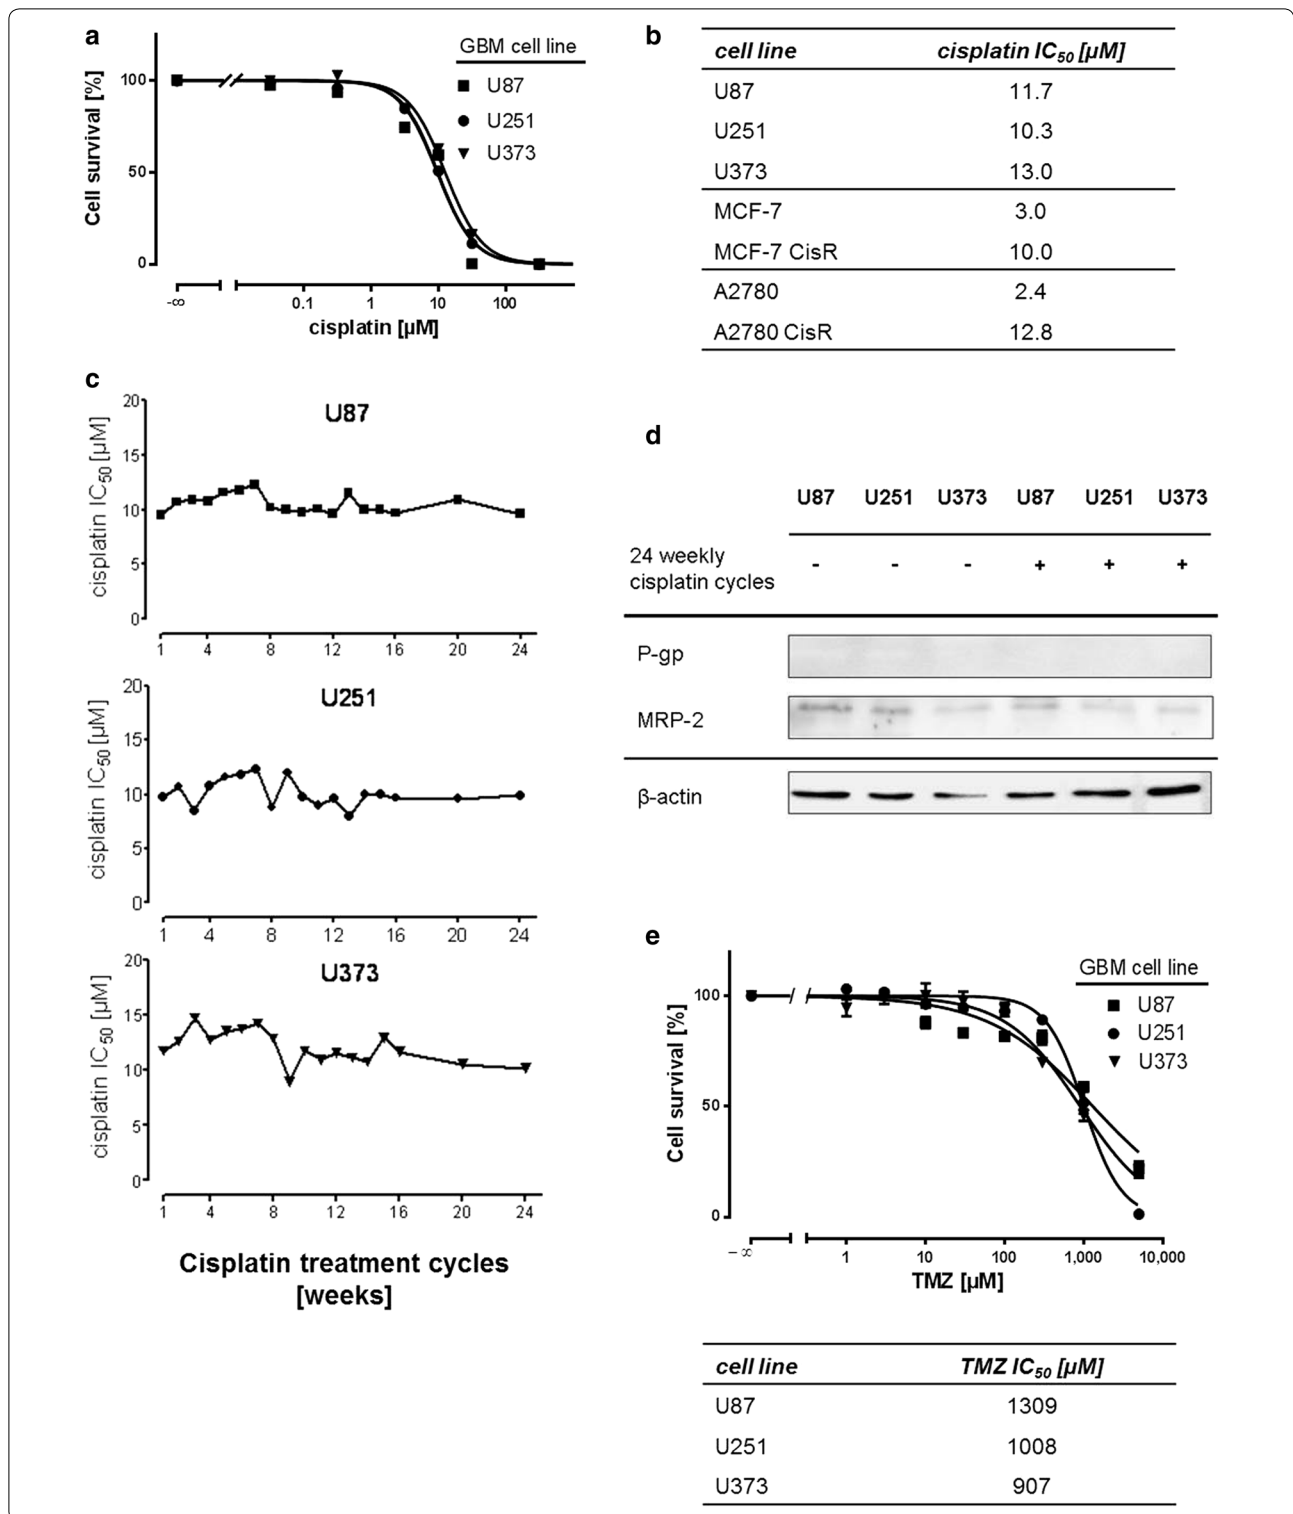 a
GBM cell line
U87
U251
U373
Cell survival [%]
100
50
0
-∞
0.1
1
10
100
cisplatin [µM]
b
cell line cisplatin IC50 [µM]
U87 11.7
U251 10.3
U373 13.0
MCF-7 3.0
MCF-7 CisR 10.0
A2780 2.4
A2780 CisR 12.8
c
U87
cisplatin IC50 [µM]
20
15
10
5
0
1 4 8 12 16 20 24
U251
cisplatin IC50 [µM]
20
15
10
5
0
1 4 8 12 16 20 24
U373
cisplatin IC50 [µM]
20
15
10
5
0
1 4 8 12 16 20 24
Cisplatin treatment cycles
[weeks]
d
U87 U251 U373 U87 U251 U373
24 weekly
cisplatin cycles
- - - + + +
P-gp
MRP-2
β-actin
e
GBM cell line
U87
U251
U373
Cell survival [%]
100
50
0
-∞
1 10 100 1,000 10,000
TMZ [µM]
cell line TMZ IC50 [µM]
U87 1309
U251 1008
U373 907